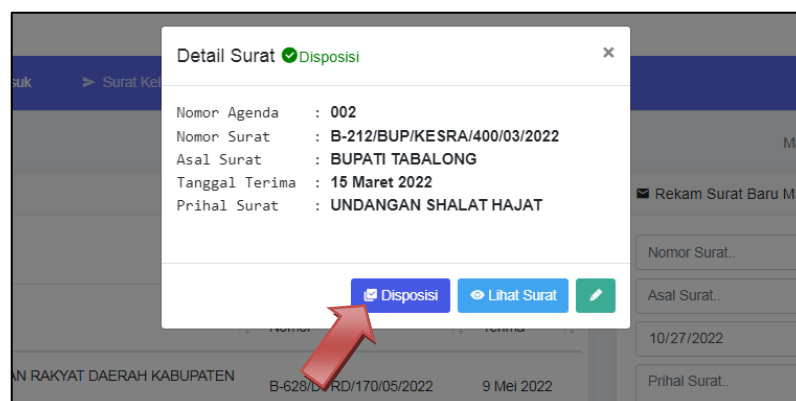 Detail Surat Disposisi ×
suk Surat Kel
Nomor Agenda : 002
Nomor Surat : B-212/BUP/KESRA/400/03/2022
Asal Surat : BUPATI TABALONG
Tanggal Terima : 15 Maret 2022
Prihal Surat : UNDANGAN SHALAT HAJAT
Disposisi Lihat Surat
M
Rekam Surat Baru M
Nomor Surat..
Asal Surat..
10/27/2022
Prihal Surat..
Nomor Terima
AN RAKYAT DAERAH KABUPATEN
9 Mei 2022